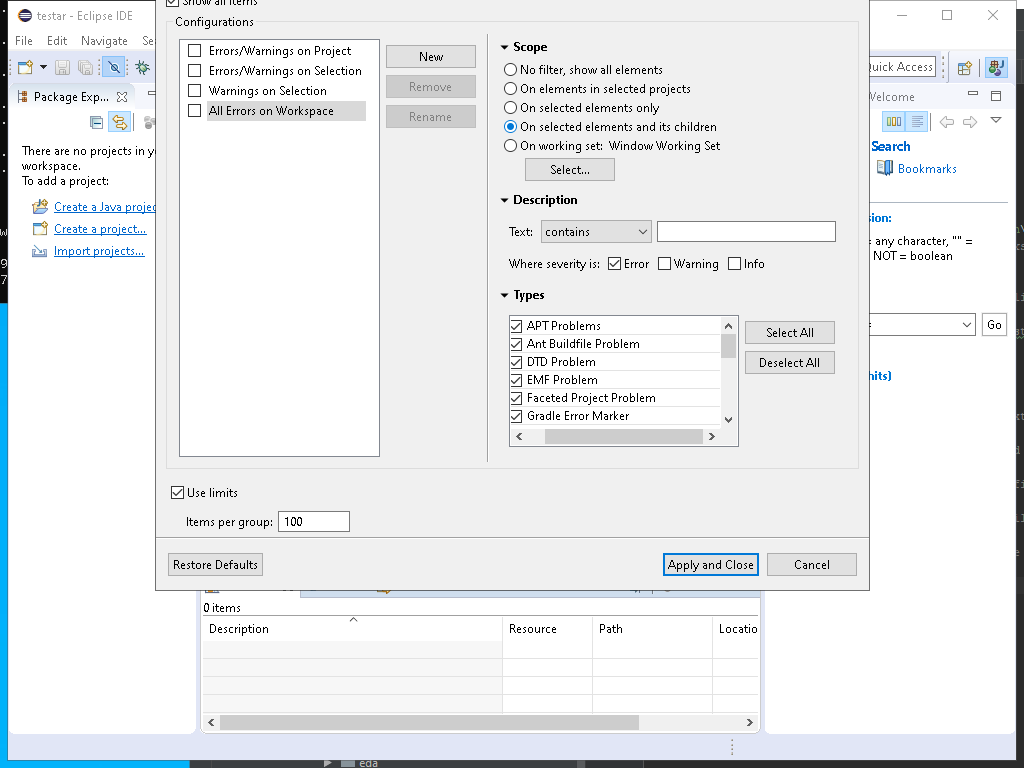 testar - Eclipse IDE
Show all items
File Edit Navigate Se
Configurations
Errors/Warnings on Project
Errors/Warnings on Selection
Warnings on Selection
All Errors on Workspace
New
Remove
Rename
Scope
No filter, show all elements
On elements in selected projects
On selected elements only
On selected elements and its children
On working set: Window Working Set
Select...
Description
Text: contains
Where severity is: Error Warning Info
Types
APT Problems
Ant Buildfile Problem
DTD Problem
EMF Problem
Faceted Project Problem
Gradle Error Marker
Select All
Deselect All
Use limits
Items per group: 100
Restore Defaults
Apply and Close
Cancel
Package Exp...
There are no projects in y
workspace.
To add a project:
Create a Java projec
Create a project...
Import projects...
Quick Access
Welcome
Search
Bookmarks
sion:
= any character, "" =
NOT = boolean
Go
hits)
0 items
Description Resource Path Locatio
eda